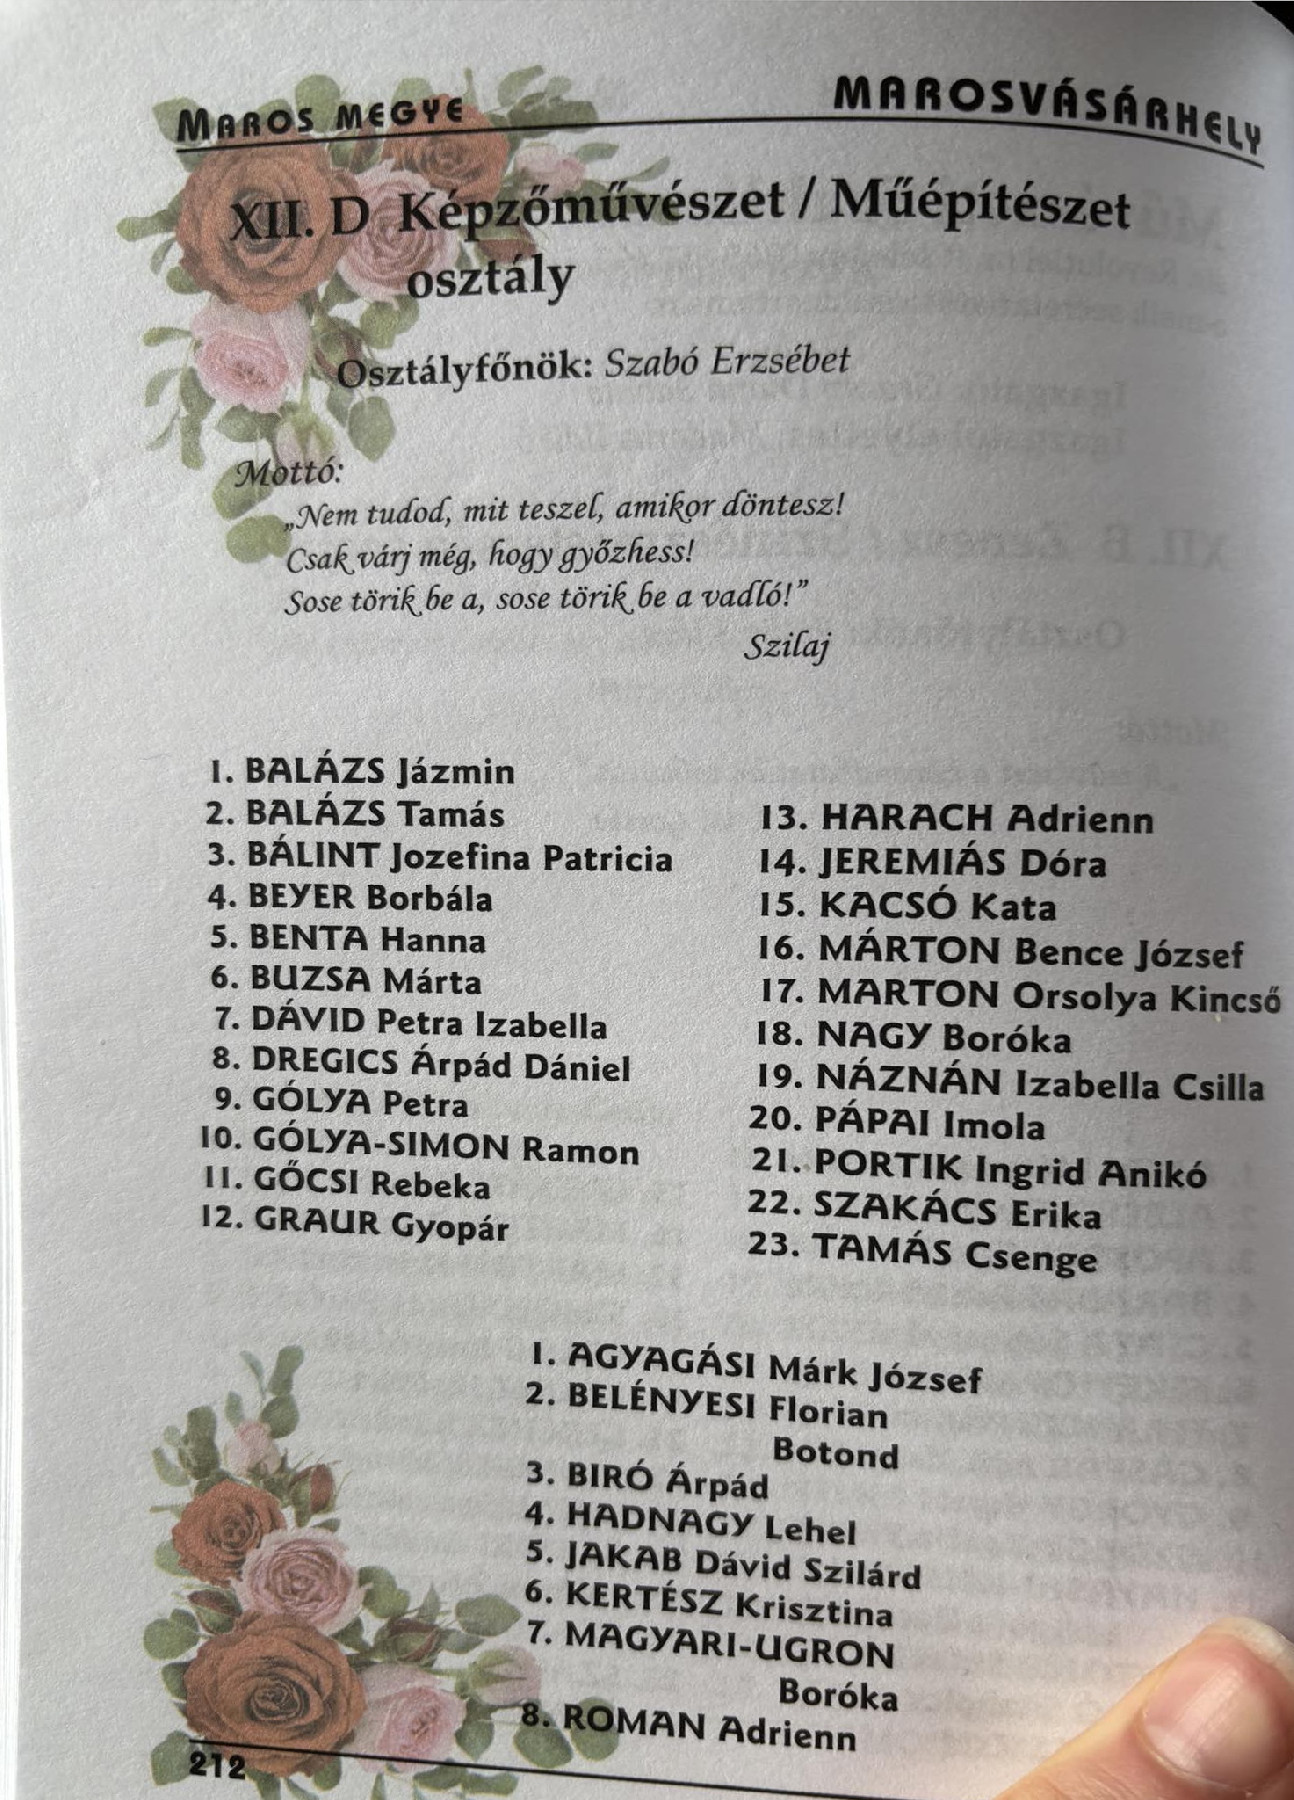 MAROS MEGYE
MAROSVÁSÁRHELY
XII. D Képzőművészet / Műépítészet
osztály
Osztályfőnök: Szabó Erzsébet
Mottó:
„Nem tudod, mit teszel, amikor döntesz!
Csak várj még, hogy győzhess!
Sose törik be a, sose törik be a vadló!”
Szilaj
1. BALÁZS Jázmin
2. BALÁZS Tamás
3. BÁLINT Jozefina Patricia
4. BEYER Borbála
5. BENTA Hanna
6. BUZSA Márta
7. DÁVID Petra Izabella
8. DREGICS Árpád Dániel
9. GÓLYA Petra
10. GÓLYA-SIMON Ramon
11. GŐCSI Rebeka
12. GRAUR Gyopár
13. HARACH Adrienn
14. JEREMIÁS Dóra
15. KACSÓ Kata
16. MÁRTON Bence József
17. MARTON Orsolya Kincső
18. NAGY Boróka
19. NÁZNÁN Izabella Csilla
20. PÁPAI Imola
21. PORTIK Ingrid Anikó
22. SZAKÁCS Erika
23. TAMÁS Csenge
1. AGYAGÁSI Márk József
2. BELÉNYESI Florian
Botond
3. BIRÓ Árpád
4. HADNAGY Lehel
5. JAKAB Dávid Szilárd
6. KERTÉSZ Krisztina
7. MAGYARI-UGRON
Boróka
8. ROMAN Adrienn
212